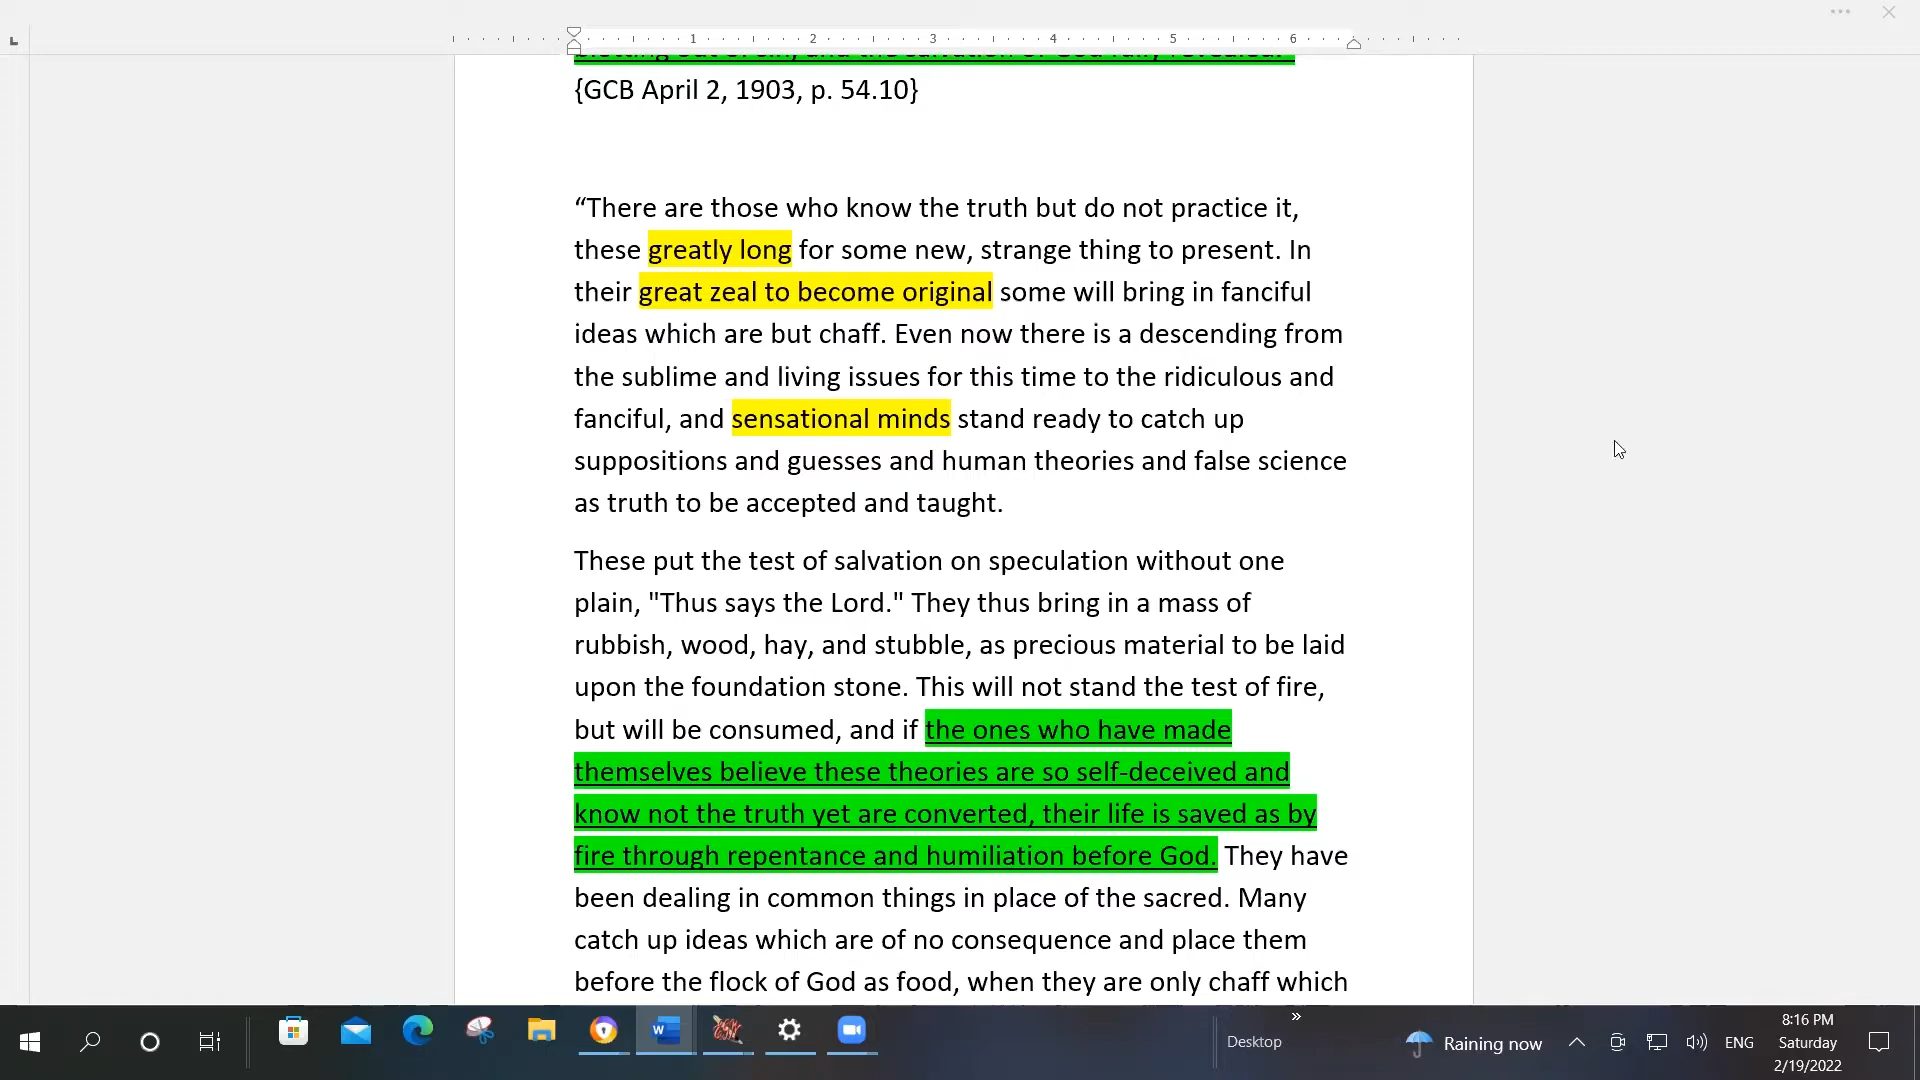 1 2 3 4 5 6
{GCB April 2, 1903, p. 54.10}
“There are those who know the truth but do not practice it,
these greatly long for some new, strange thing to present. In
their great zeal to become original some will bring in fanciful
ideas which are but chaff. Even now there is a descending from
the sublime and living issues for this time to the ridiculous and
fanciful, and sensational minds stand ready to catch up
suppositions and guesses and human theories and false science
as truth to be accepted and taught.
These put the test of salvation on speculation without one
plain, "Thus says the Lord." They thus bring in a mass of
rubbish, wood, hay, and stubble, as precious material to be laid
upon the foundation stone. This will not stand the test of fire,
but will be consumed, and if the ones who have made
themselves believe these theories are so self-deceived and
know not the truth yet are converted, their life is saved as by
fire through repentance and humiliation before God. They have
been dealing in common things in place of the sacred. Many
catch up ideas which are of no consequence and place them
before the flock of God as food, when they are only chaff which
Desktop
Raining now
ENG
8:16 PM
Saturday
2/19/2022